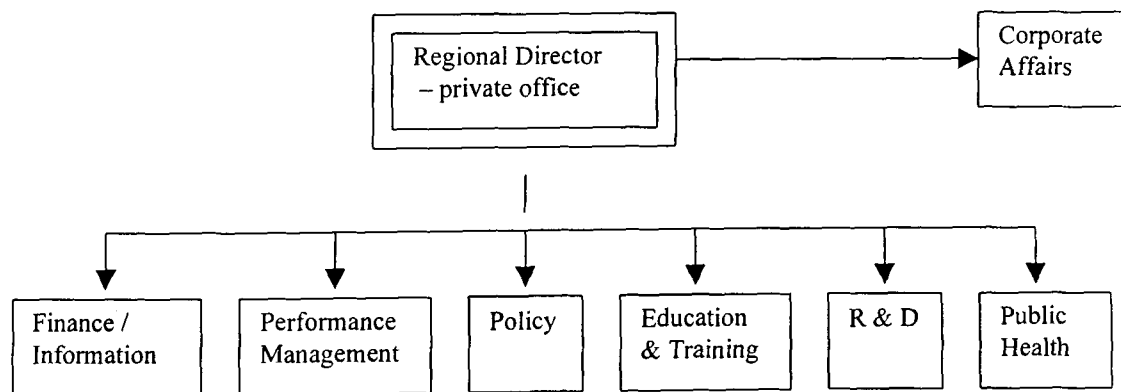 Regional Director
– private office
Corporate
Affairs
Finance /
Information
Performance
Management
Policy
Education
& Training
R & D
Public
Health